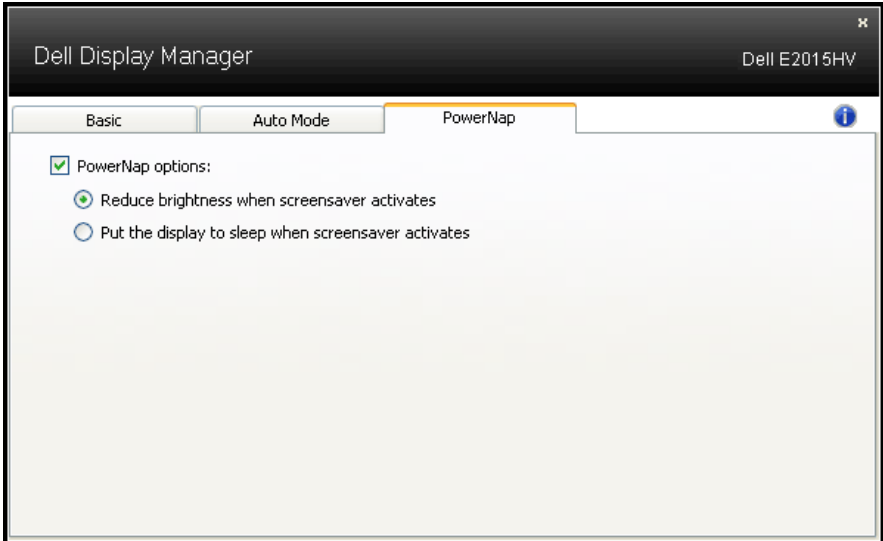 Dell Display Manager
Dell E2015HV
Basic
Auto Mode
PowerNap
PowerNap options:
Reduce brightness when screensaver activates
Put the display to sleep when screensaver activates